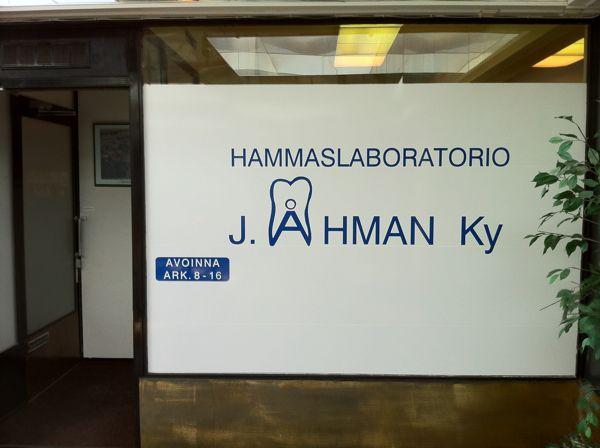 HAMMASLABORATORIO
J. ÅHMAN Ky
AVOINNA
ARK. 8-16